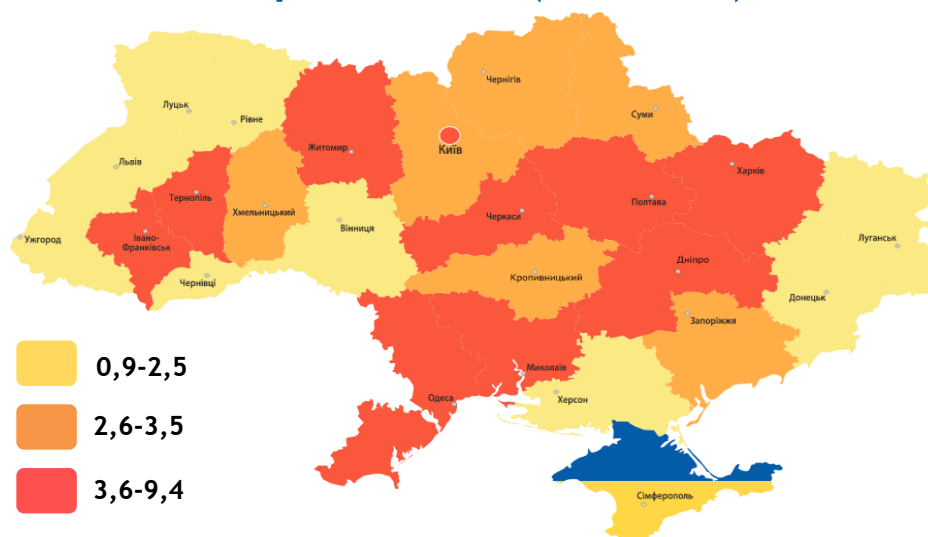 Чернігів
Луцьк
Рівне
Суми
Київ
Житомир
Львів
Харків
Тернопіль
Хмельницький
Полтава
Черкаси
Вінниця
Івано-
Франківськ
Ужгород
Луганськ
Дніпро
Кропивницький
Чернівці
Донецьк
Запоріжжя
Миколаїв
Одеса
Херсон
Сімферополь
0,9-2,5
2,6-3,5
3,6-9,4